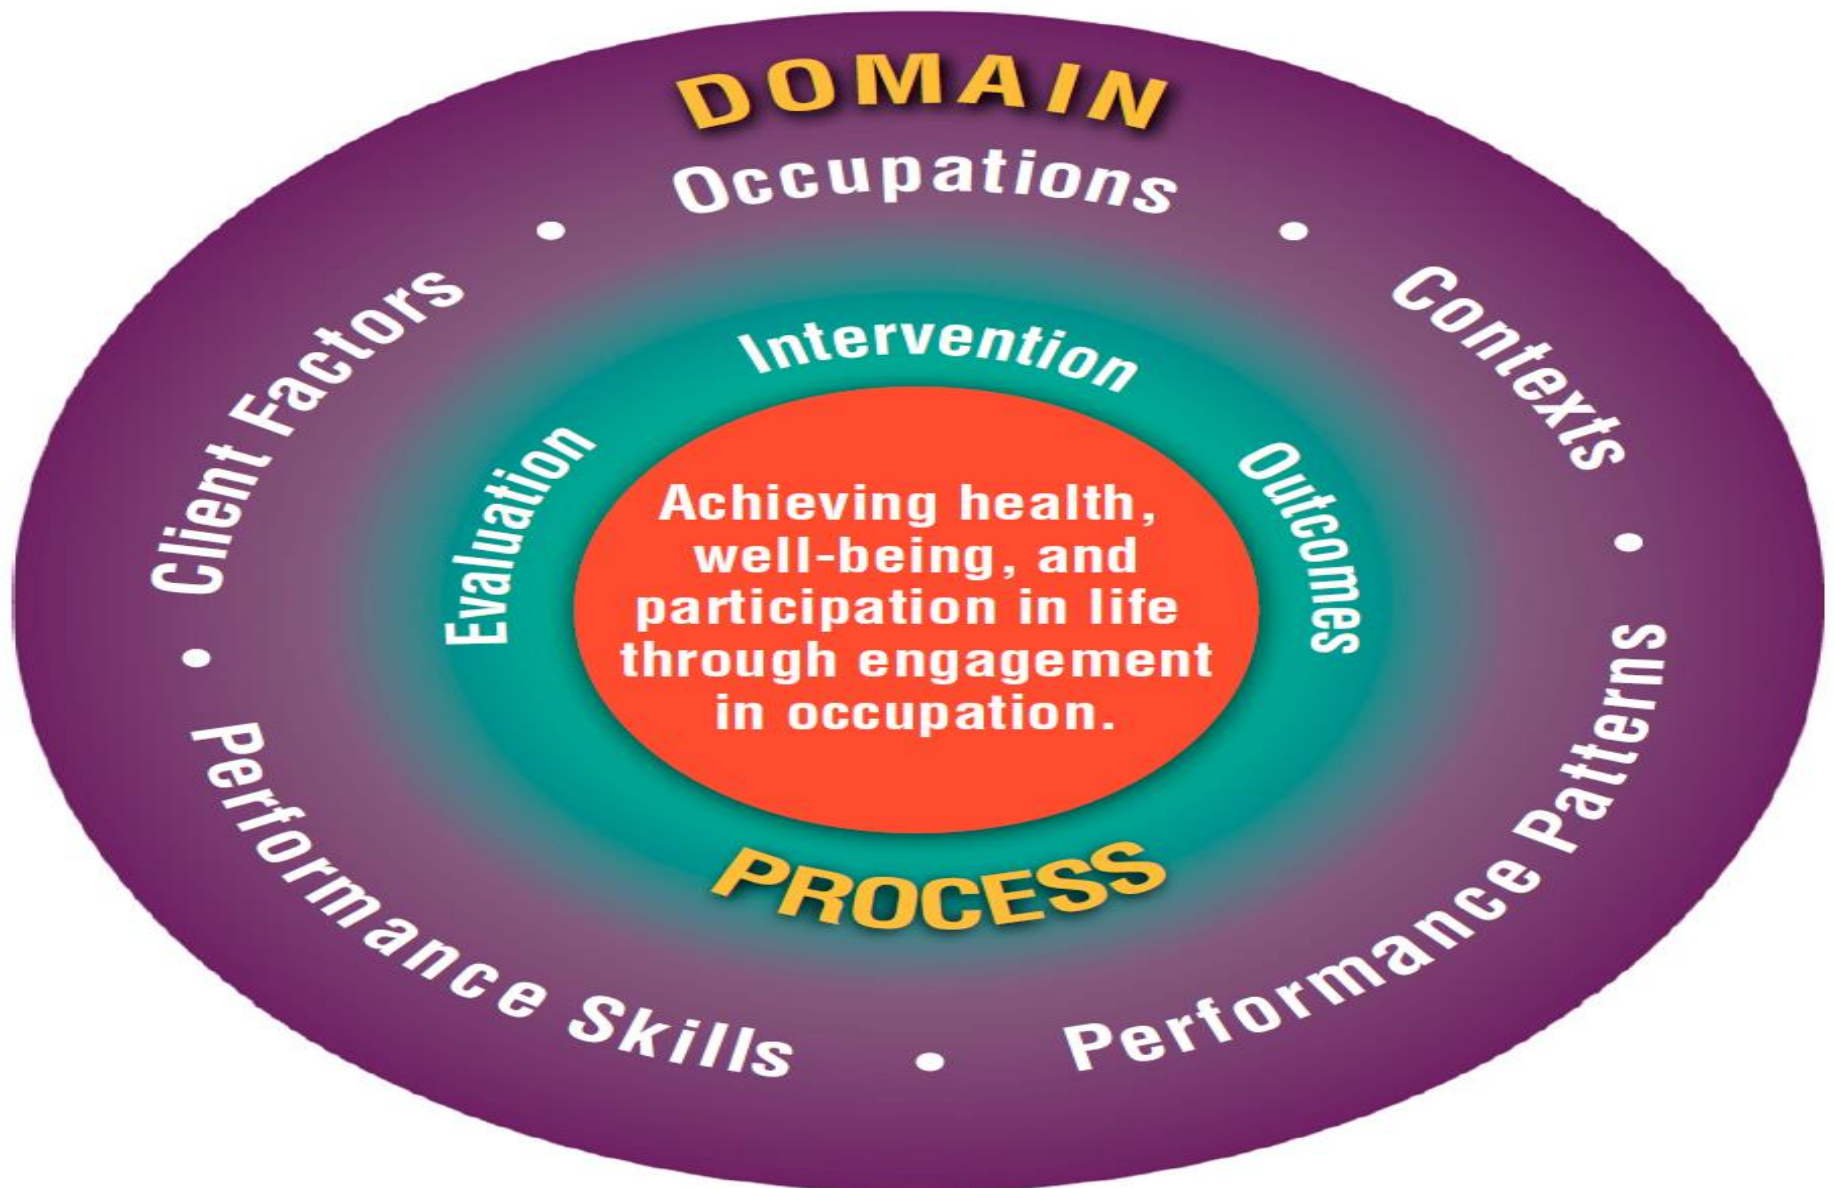 DOMAIN
Occupations
Contexts
Performance Patterns
Performance Skills
Client Factors
Intervention
Evaluation
Outcomes
Achieving health,
well-being, and
participation in life
through engagement
in occupation.
PROCESS